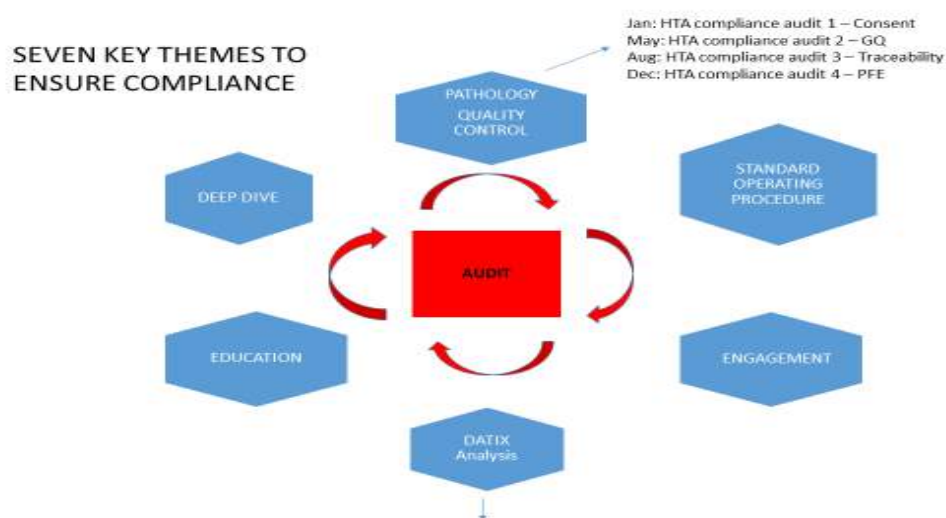 SEVEN KEY THEMES TO
ENSURE COMPLIANCE
Jan: HTA compliance audit 1 – Consent
May: HTA compliance audit 2 – GQ
Aug: HTA compliance audit 3 – Traceability
Dec: HTA compliance audit 4 – PFE
PATHOLOGY
QUALITY
CONTROL
STANDARD
OPERATING
PROCEDURE
DEEP DIVE
AUDIT
EDUCATION
ENGAGEMENT
DATIX
Analysis